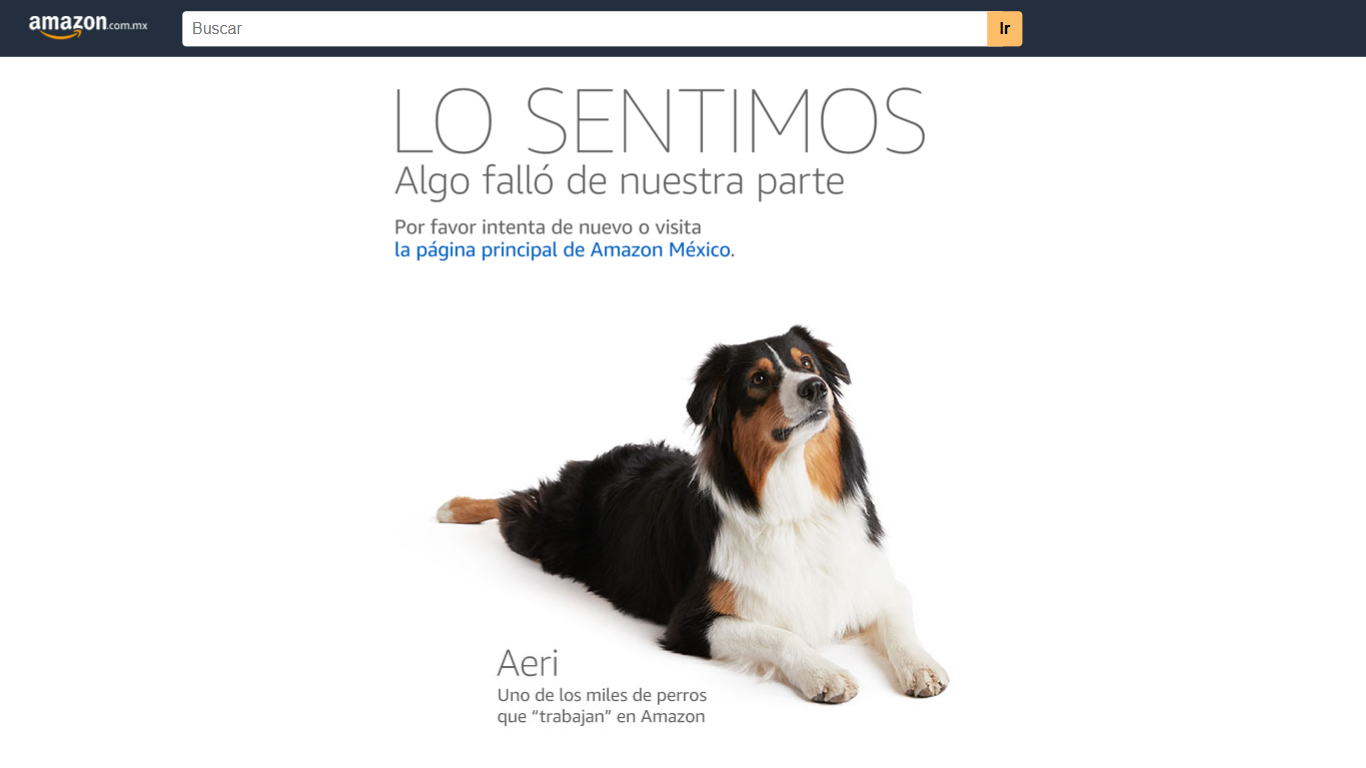 amazon.com.mx
Buscar
Ir
LO SENTIMOS
Algo falló de nuestra parte
Por favor intenta de nuevo o visita
la página principal de Amazon México.
Aeri
Uno de los miles de perros
que “trabajan” en Amazon